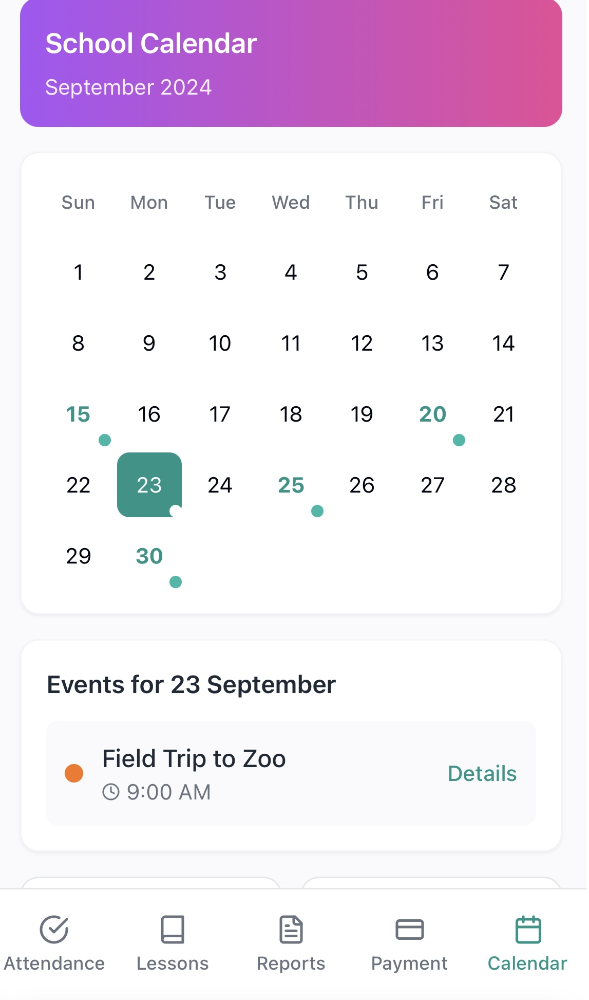 School Calendar
September 2024
Sun Mon Tue Wed Thu Fri Sat
1 2 3 4 5 6 7
8 9 10 11 12 13 14
15 16 17 18 19 20 21
22 23 24 25 26 27 28
29 30
Events for 23 September
Field Trip to Zoo
9:00 AM
Details
Attendance Lessons Reports Payment Calendar